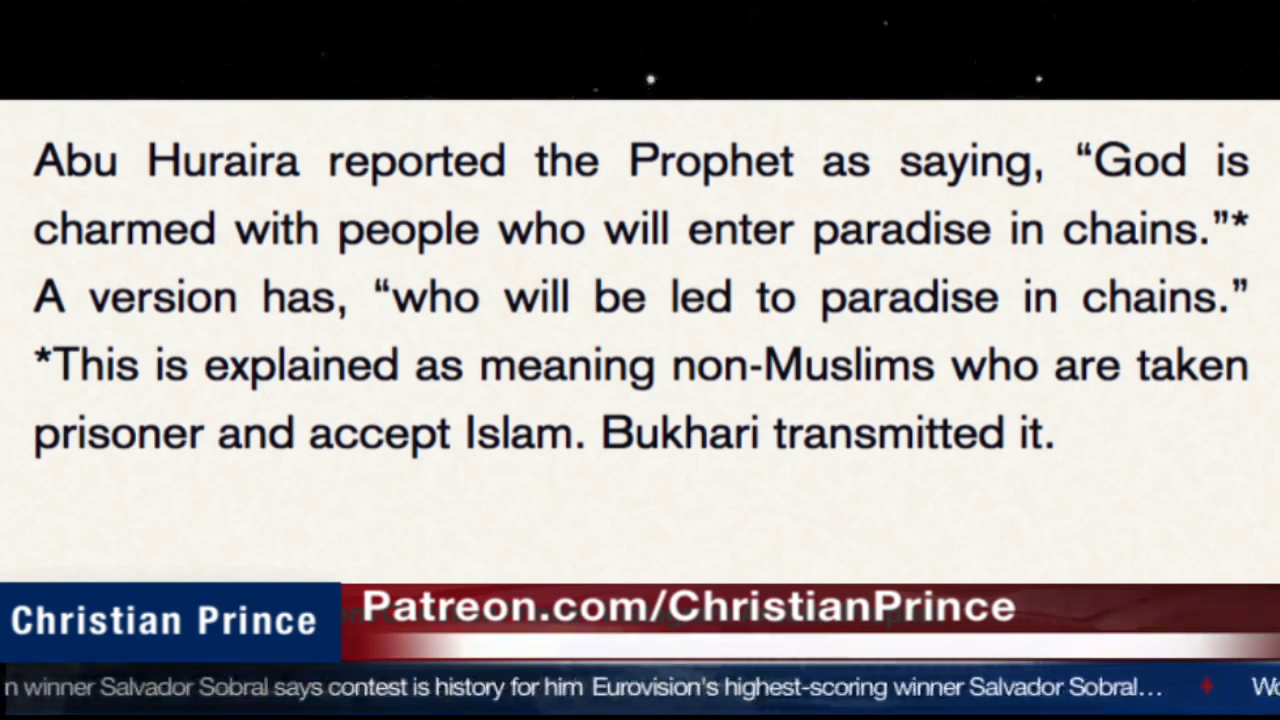 Abu Huraira reported the Prophet as saying, “God is
charmed with people who will enter paradise in chains.”*
A version has, “who will be led to paradise in chains.”
*This is explained as meaning non-Muslims who are taken
prisoner and accept Islam. Bukhari transmitted it.
Christian Prince
Patreon.com/ChristianPrince
winner Salvador Sobral says contest is history for him Eurovision's highest-scoring winner Salvador Sobral...